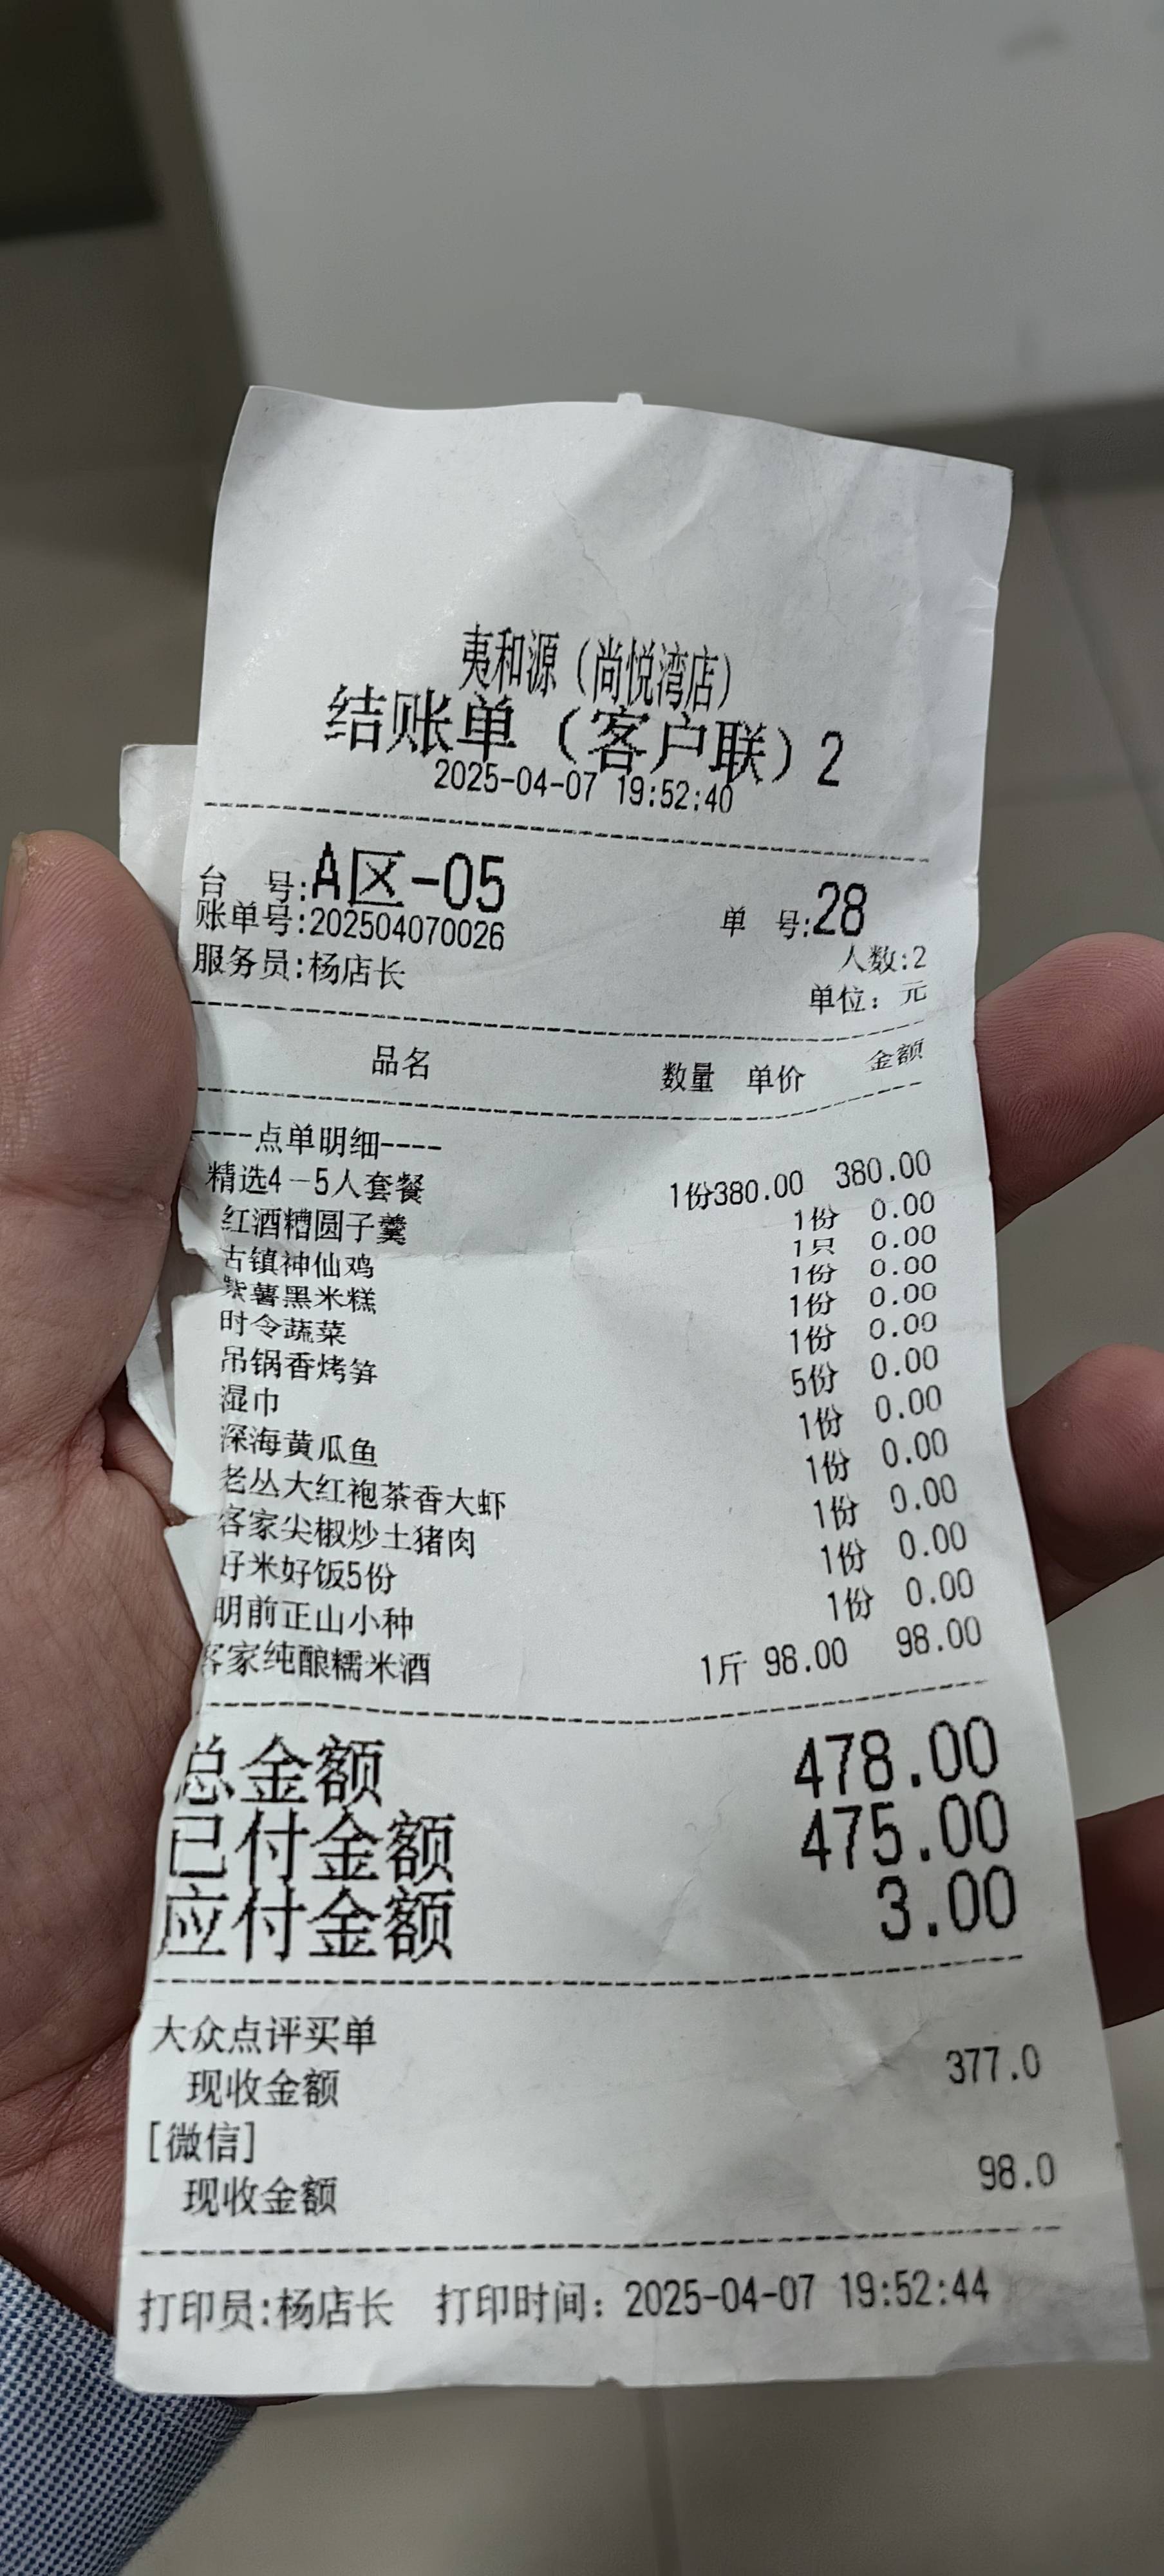 夷和源（尚悦湾店）
结账单（客户联）2
2025-04-07 19:52:40
台 号:A区-05 单 号:28
账单号:202504070026 人数:2
服务员:杨店长 单位：元
品名 数量 单价 金额
----点单明细----
精选4－5人套餐 1份380.00 380.00
红酒糟圆子羹 1份 0.00
古镇神仙鸡 1只 0.00
紫薯黑米糕 1份 0.00
时令蔬菜 1份 0.00
吊锅香烤笋 1份 0.00
湿巾 5份 0.00
深海黄瓜鱼 1份 0.00
老丛大红袍茶香大虾 1份 0.00
客家尖椒炒土猪肉 1份 0.00
好米好饭5份 1份 0.00
明前正山小种 1份 0.00
客家纯酿糯米酒 1斤 98.00 98.00
总金额 478.00
已付金额 475.00
应付金额 3.00
大众点评买单
现收金额 377.0
[微信]
现收金额 98.0
打印员:杨店长 打印时间：2025-04-07 19:52:44